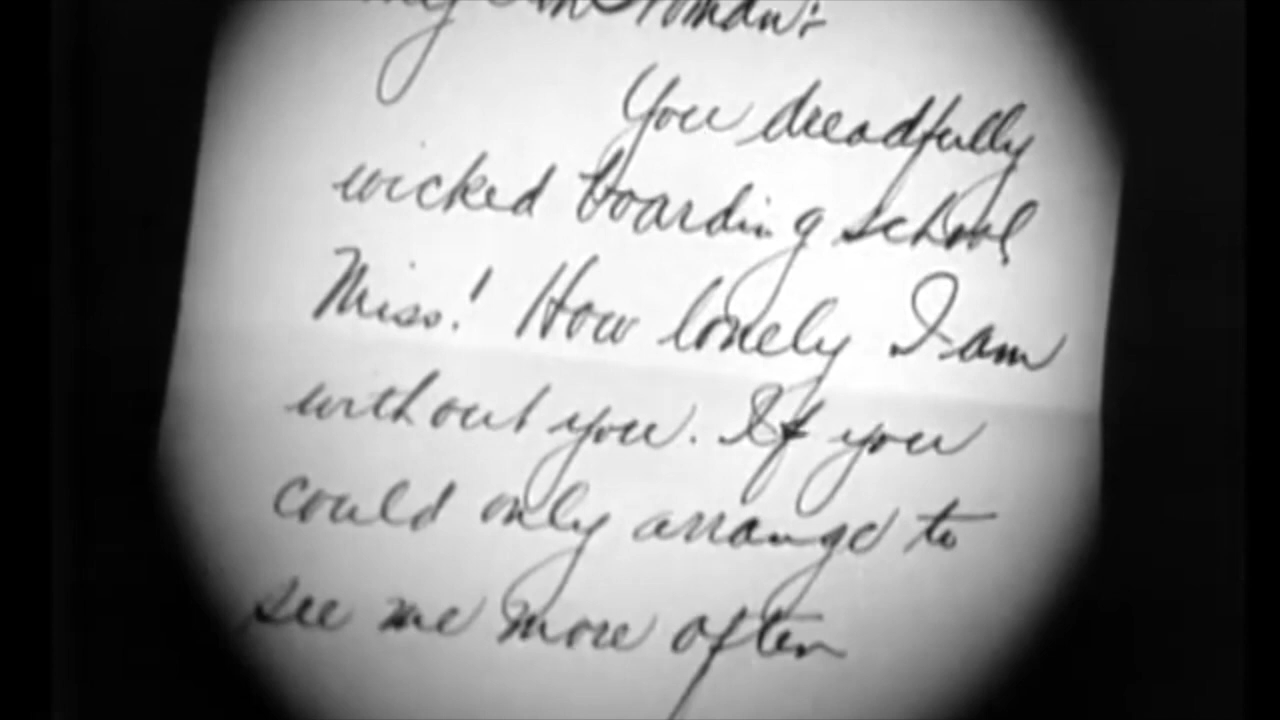 You dreadfully
wicked boarding school
Miss! How lonely I am
without you. If you
could only arrange to
see me more often